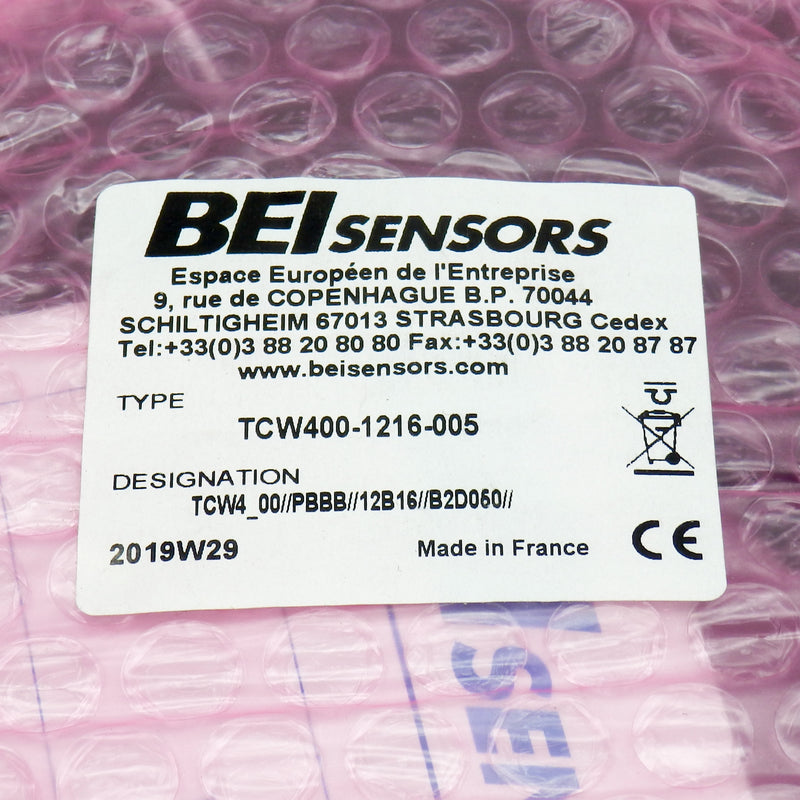 BEI SENSORS
Espace Européen de l'Entreprise
9, rue de COPENHAGUE B.P. 70044
SCHILTIGHEIM 67013 STRASBOURG Cedex
Tel:+33(0)3 88 20 80 80 Fax:+33(0)3 88 20 87 87
www.beisensors.com
TYPE
TCW400-1216-005
DESIGNATION
TCW4_00//PBBB//12B16//B2D050//
2019W29
Made in France
CE